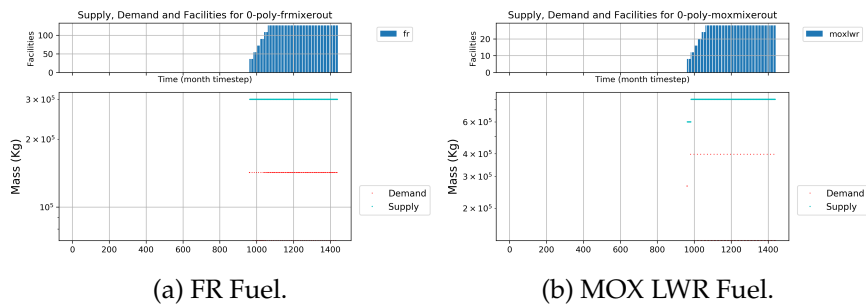 Supply, Demand and Facilities for 0-poly-frmixerout
Facilities
100
50
0
fr
Time (month timestep)
Mass (Kg)
3 × 10⁵
2 × 10⁵
10⁵
0 200 400 600 800 1000 1200 1400
Demand
Supply
(a) FR Fuel.
Supply, Demand and Facilities for 0-poly-moxmixerout
Facilities
20
10
0
moxlwr
Time (month timestep)
Mass (Kg)
6 × 10⁵
4 × 10⁵
3 × 10⁵
2 × 10⁵
0 200 400 600 800 1000 1200 1400
Demand
Supply
(b) MOX LWR Fuel.